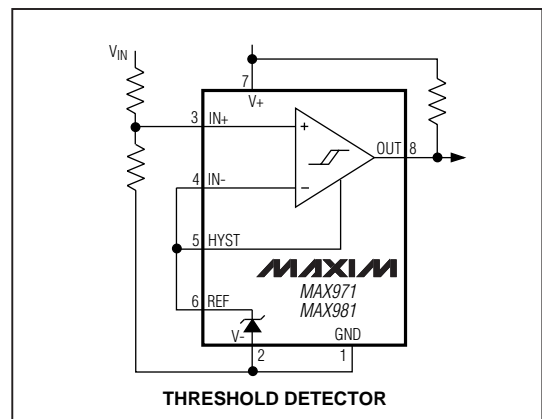 VIN
7
V+
3 IN+
+
OUT 8
4 IN-
−
5 HYST
MAXIM
MAX971
MAX981
6 REF
V-
GND
2
1
THRESHOLD DETECTOR